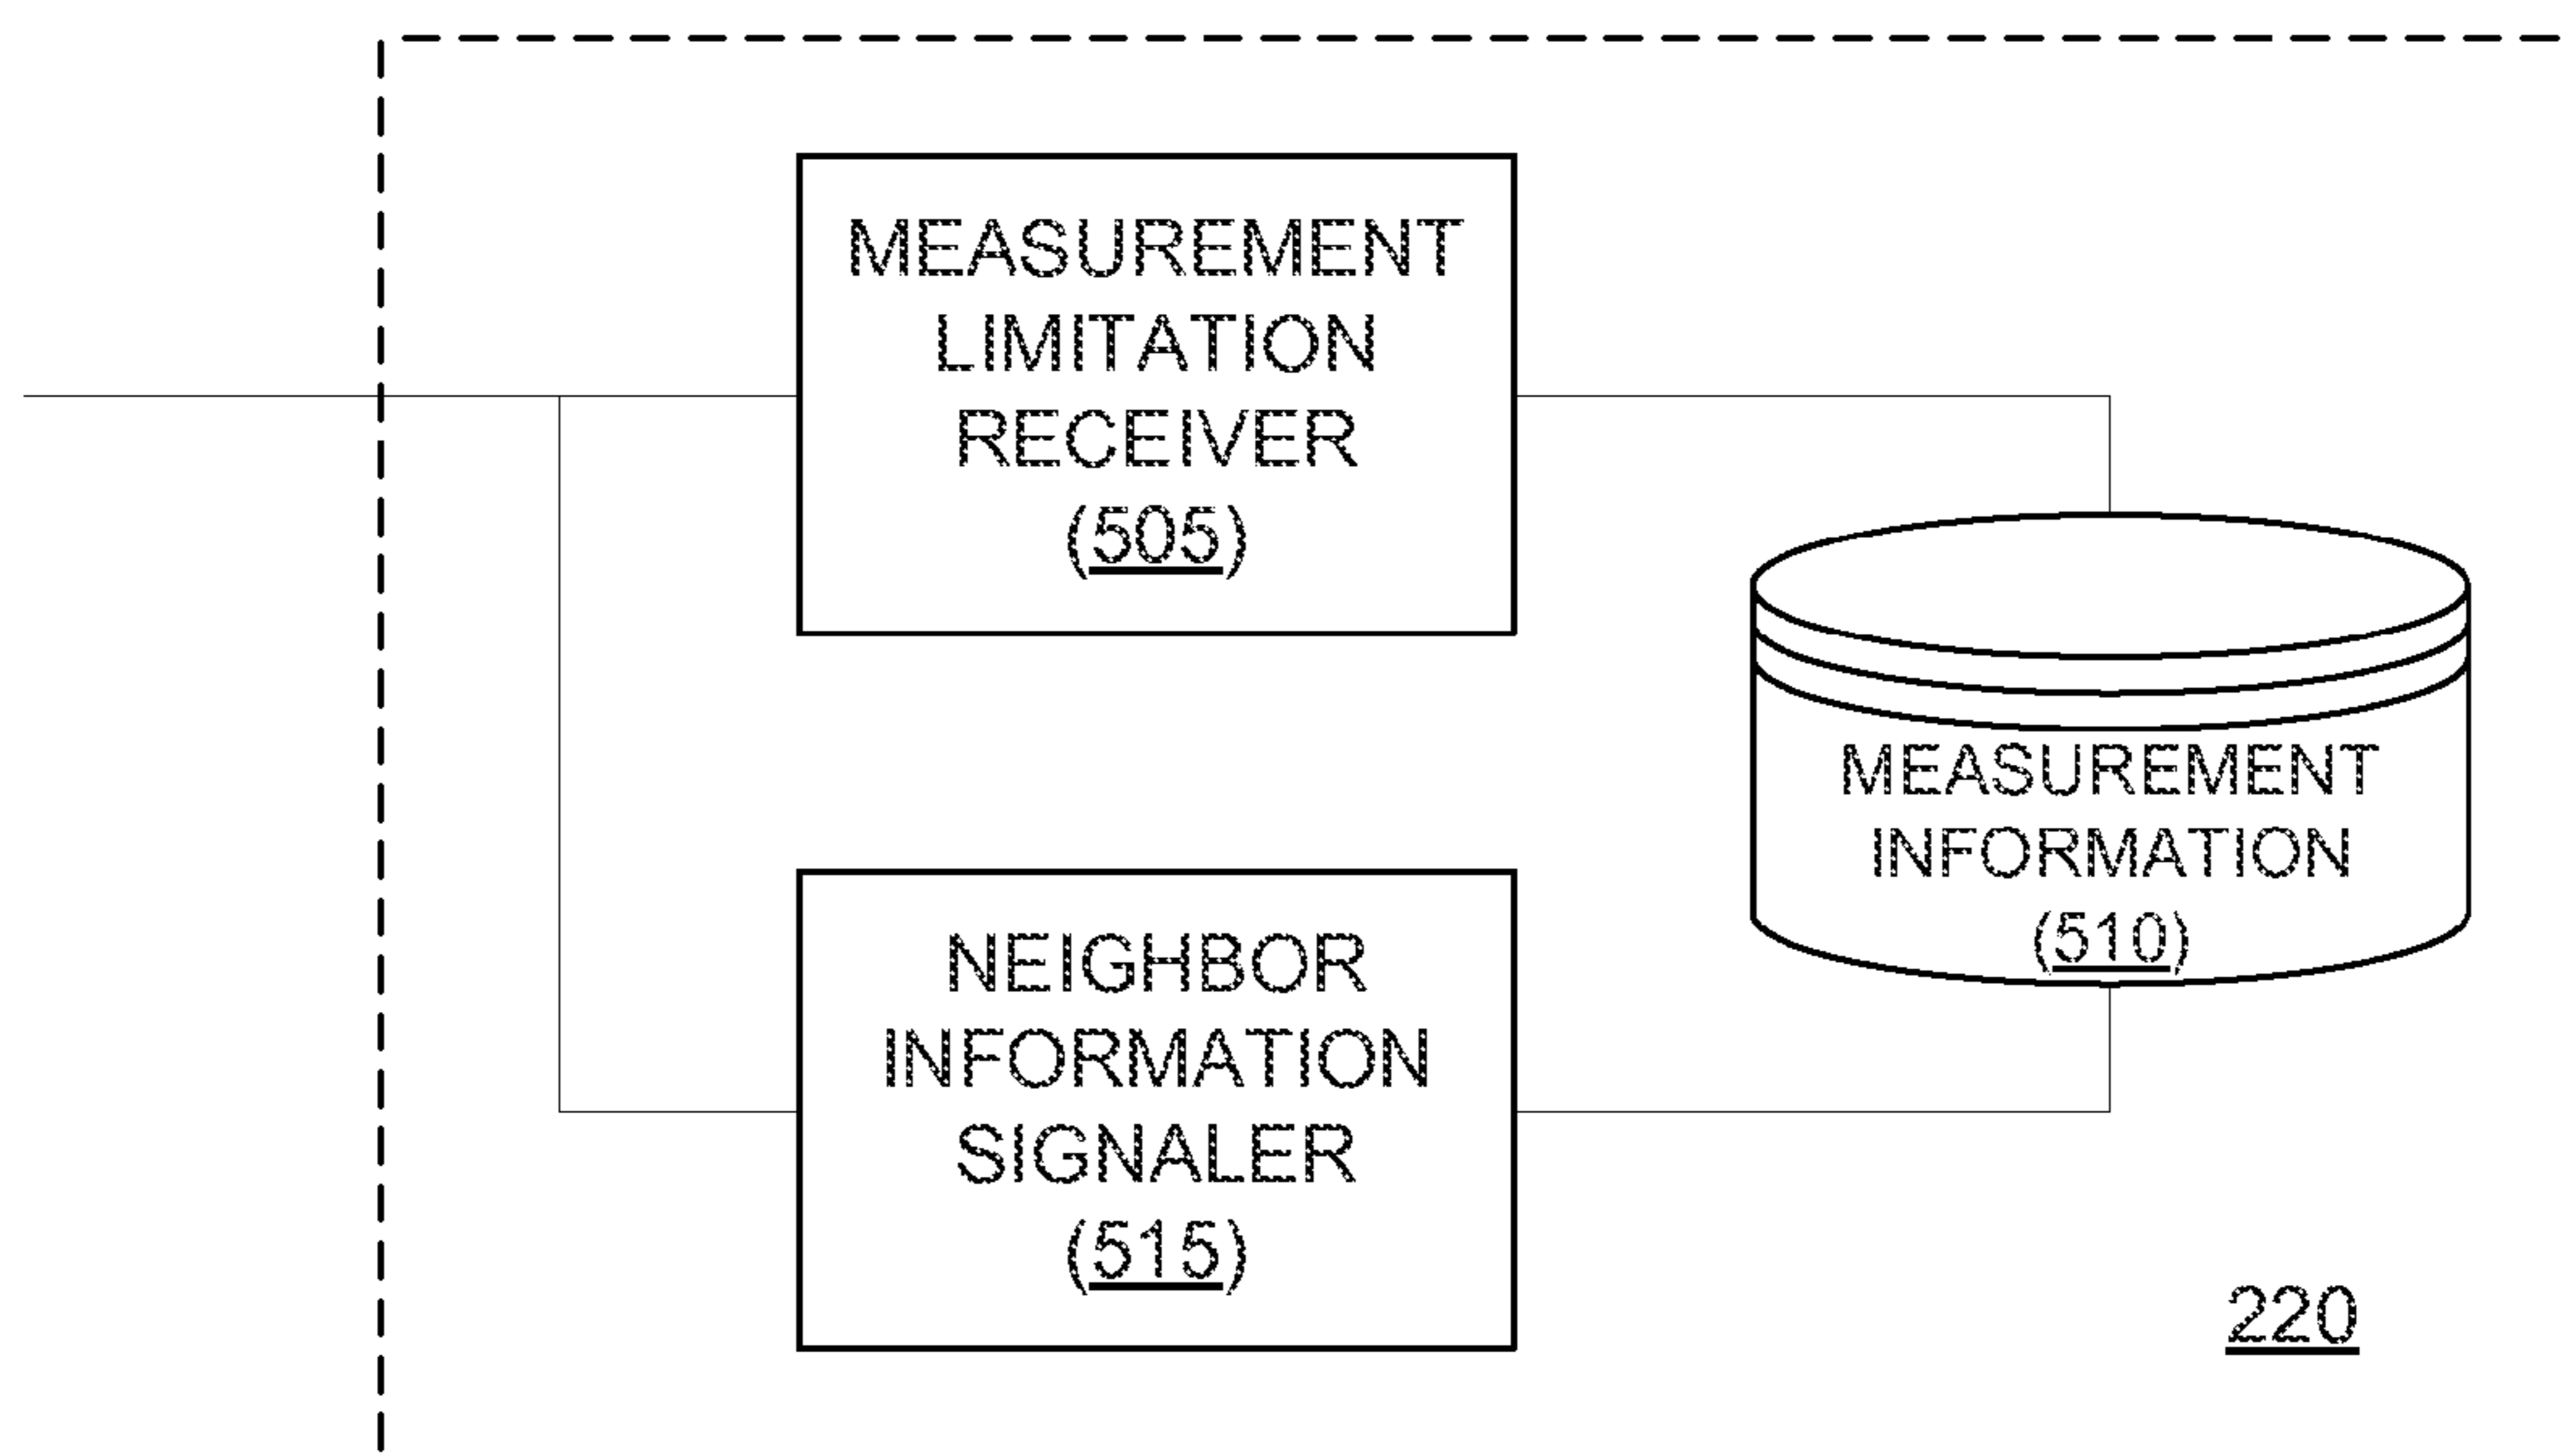 MEASUREMENT
LIMITATION
RECEIVER
(505)
MEASUREMENT
INFORMATION
(510)
NEIGHBOR
INFORMATION
SIGNALER
(515)
220